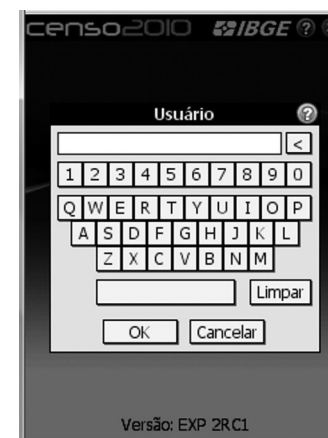 censo2010 IBGE ?
Usuário ?
<
1 2 3 4 5 6 7 8 9 0
Q W E R T Y U I O P
A S D F G H J K L
Z X C V B N M
Limpar
OK Cancelar
Versão: EXP 2RC1